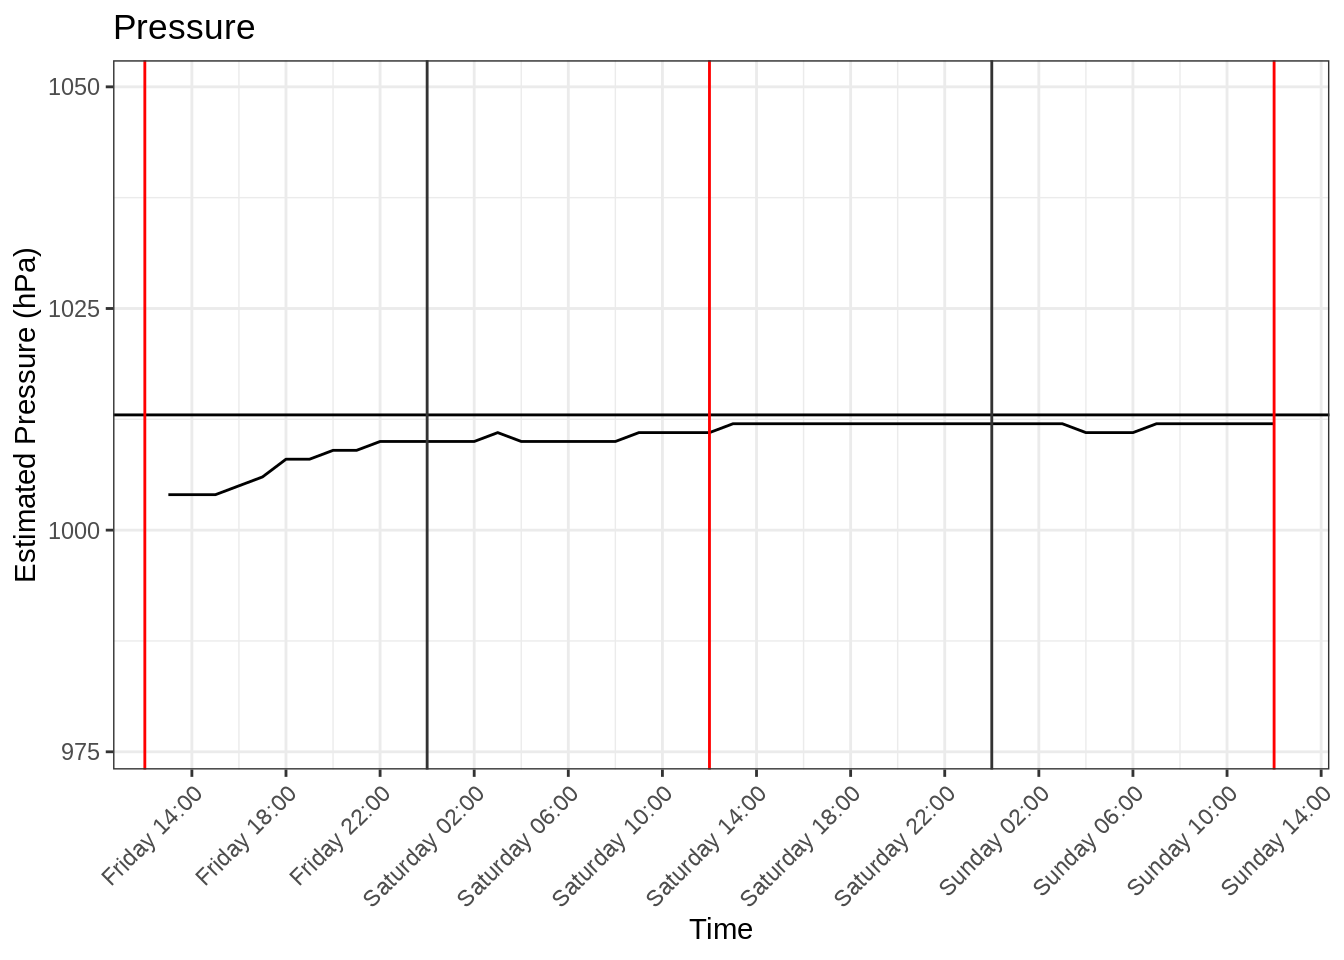 Pressure
Estimated Pressure (hPa)
1050
1025
1000
975
Friday 14:00
Friday 18:00
Friday 22:00
Saturday 02:00
Saturday 06:00
Saturday 10:00
Saturday 14:00
Saturday 18:00
Saturday 22:00
Sunday 02:00
Sunday 06:00
Sunday 10:00
Sunday 14:00
Time